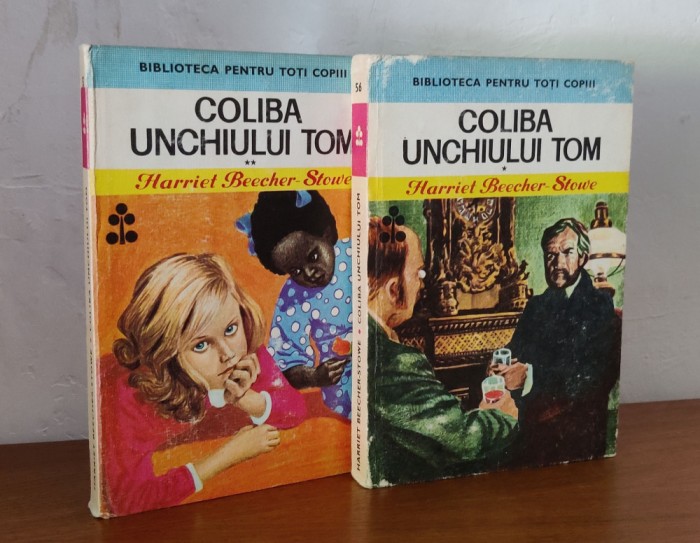 BIBLIOTECA PENTRU TOȚI COPIII
COLIBA
UNCHIULUI TOM
**
Harriet Beecher-Stowe
56
HARRIET BEECHER-STOWE * COLIBA UNCHIULUI TOM
BIBLIOTECA PENTRU TOȚI COPIII
COLIBA
UNCHIULUI TOM
*
Harriet Beecher-Stowe